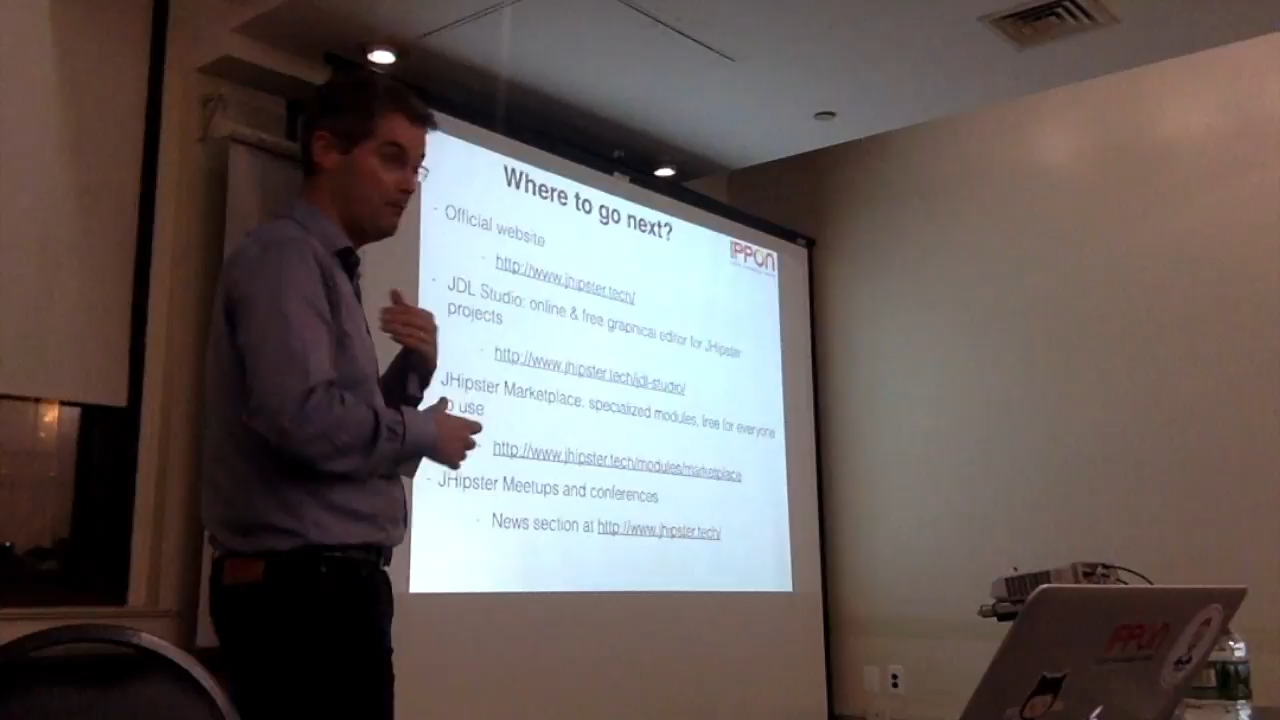 Where to go next?
IPPON
- Official website
- http://www.jhipster.tech/
- JDL Studio: online & free graphical editor for JHipster
projects
- http://www.jhipster.tech/jdl-studio/
JHipster Marketplace: specialized modules, free for everyone
to use
- http://www.jhipster.tech/modules/marketplace
- JHipster Meetups and conferences
- News section at http://www.jhipster.tech/
IPPON